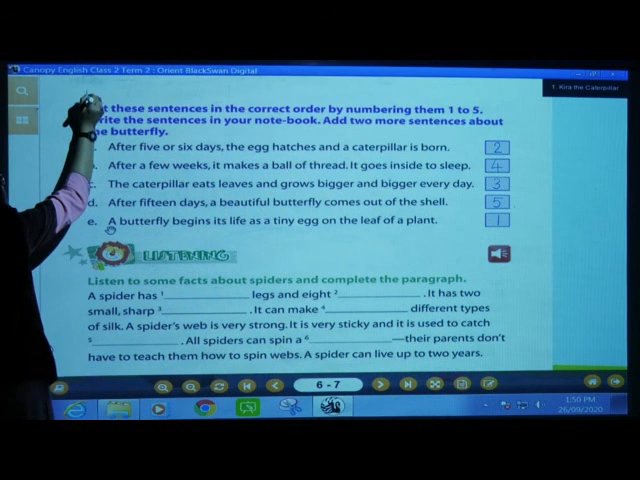 Canopy English Class 2 Term 2 : Orient BlackSwan Digital
1. Kira the Caterpillar
these sentences in the correct order by numbering them 1 to 5.
the sentences in your note-book. Add two more sentences about
butterfly.
After five or six days, the egg hatches and a caterpillar is born. 2
After a few weeks, it makes a ball of thread. It goes inside to sleep. 4
c. The caterpillar eats leaves and grows bigger and bigger every day. 3
d. After fifteen days, a beautiful butterfly comes out of the shell. 5
e. A butterfly begins its life as a tiny egg on the leaf of a plant. 1
LISTENING
Listen to some facts about spiders and complete the paragraph.
A spider has 1 legs and eight 2 . It has two
small, sharp 3 . It can make 4 different types
of silk. A spider's web is very strong. It is very sticky and it is used to catch
5 . All spiders can spin a 6 —their parents don't
have to teach them how to spin webs. A spider can live up to two years.
6 - 7
1:50 PM
26/09/2020